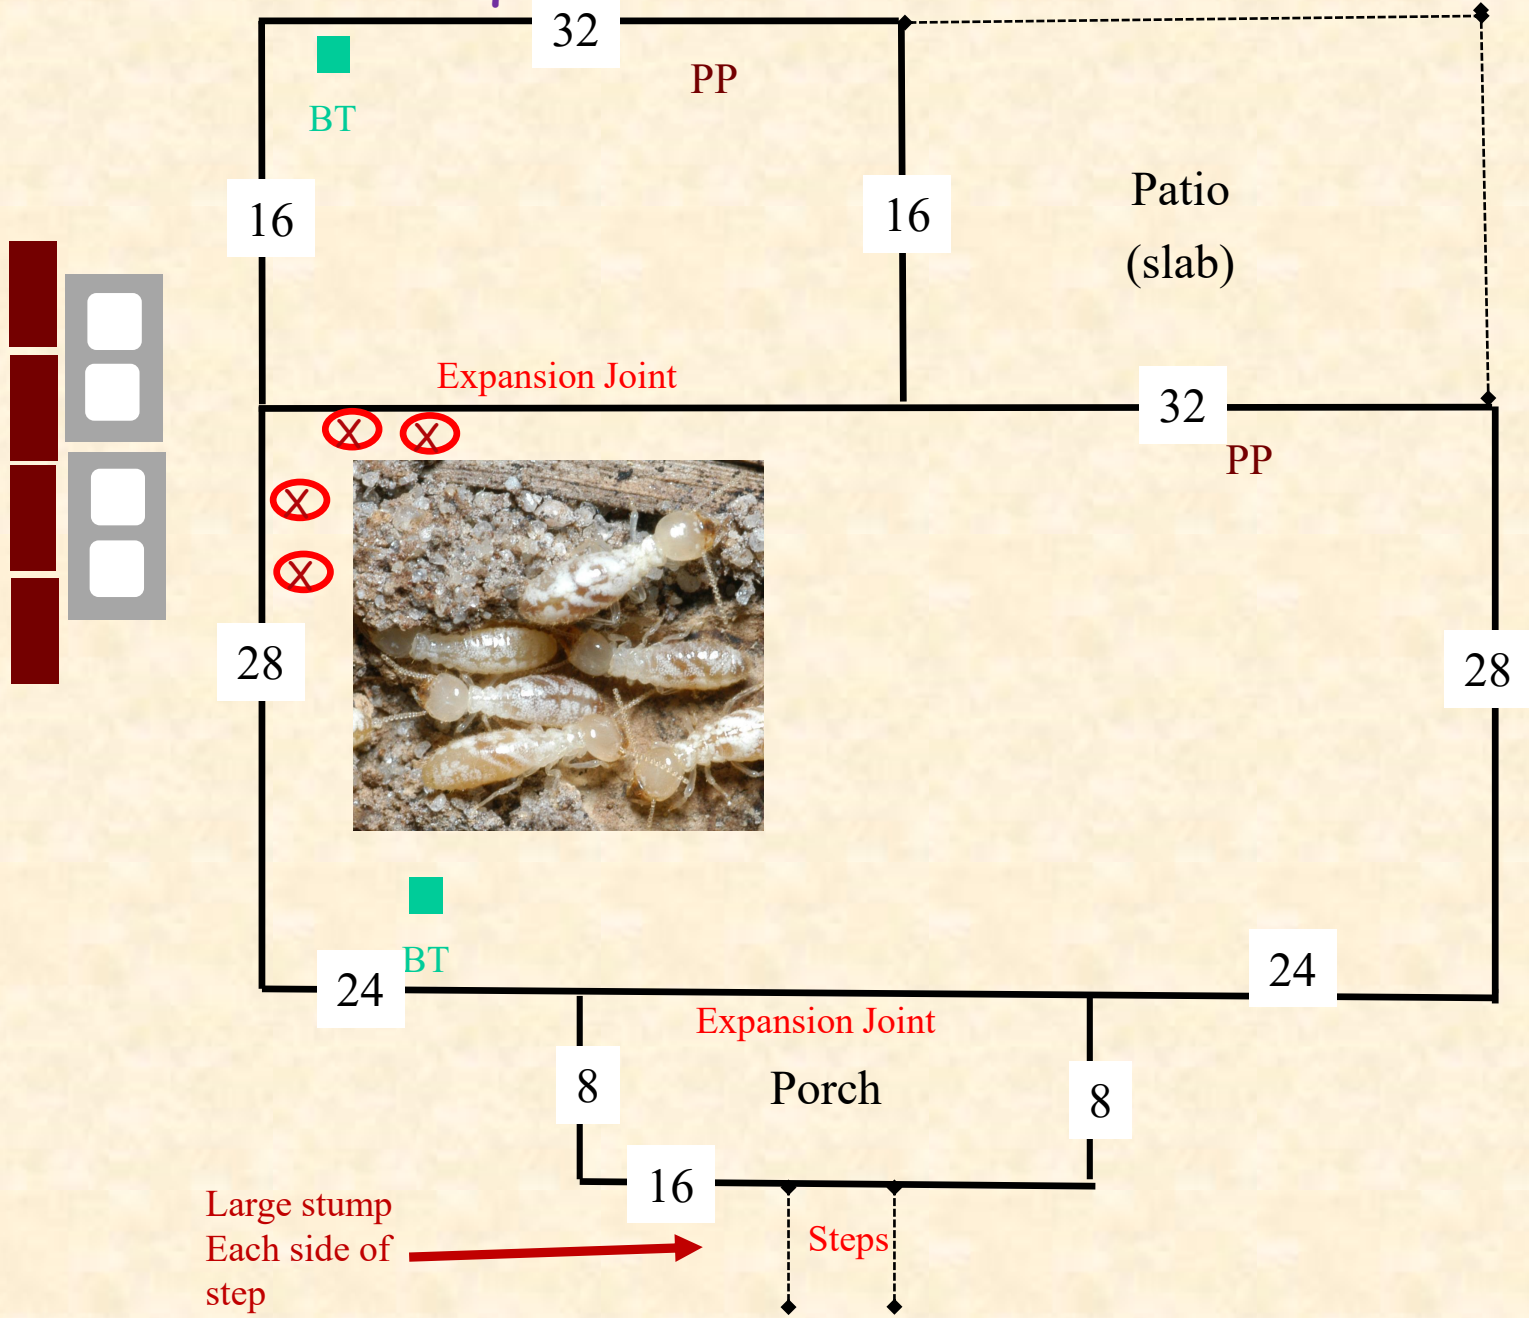 32
PP
BT
16
16
Patio
(slab)
Expansion Joint
32
X X
PP
X
X
28
28
BT
24
24
Expansion Joint
8
Porch
8
16
Large stump
Each side of
step
Steps